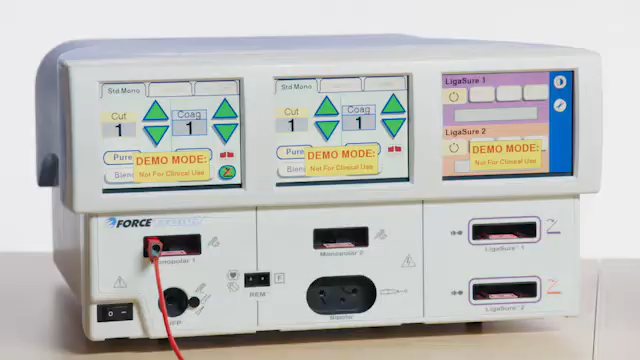 Std Mono
Cut
1
Coag
1
Pure
Blend
DEMO MODE:
Not For Clinical Use
Std Mono
Cut
1
Coag
1
Pure
Blen
DEMO MODE:
Not For Clinical Use
LigaSure 1
LigaSure 2
DEMO MODE:
Not For Clinical Use
FORCE
Monopolar 1
Monopolar 2
LigaSure 1
REM
F
LigaSure 2
Bipolar